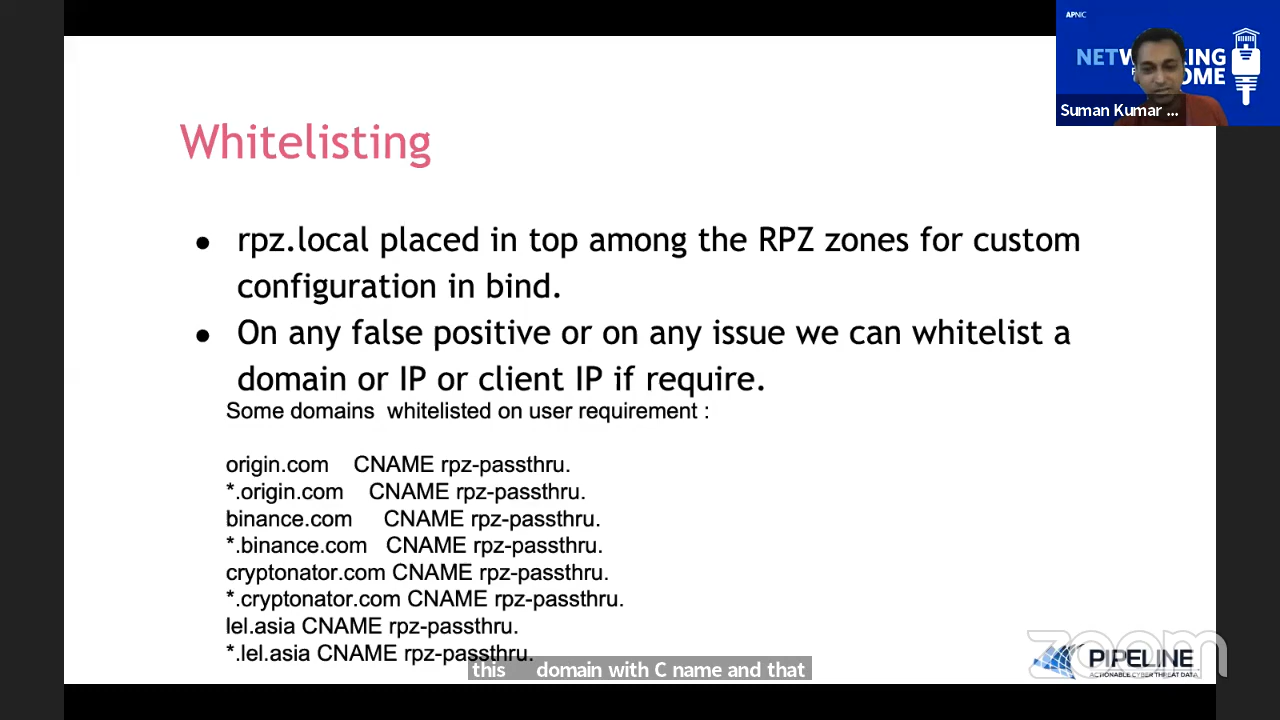 APNIC
NETWORKING
HOME
Suman Kumar ...
Whitelisting
● rpz.local placed in top among the RPZ zones for custom
configuration in bind.
● On any false positive or on any issue we can whitelist a
domain or IP or client IP if require.
Some domains whitelisted on user requirement :
origin.com CNAME rpz-passthru.
*.origin.com CNAME rpz-passthru.
binance.com CNAME rpz-passthru.
*.binance.com CNAME rpz-passthru.
cryptonator.com CNAME rpz-passthru.
*.cryptonator.com CNAME rpz-passthru.
lel.asia CNAME rpz-passthru.
*.lel.asia CNAME rpz-passthru.
this domain with C name and that
zoom
PIPELINE
ACTIONABLE CYBER THREAT DATA